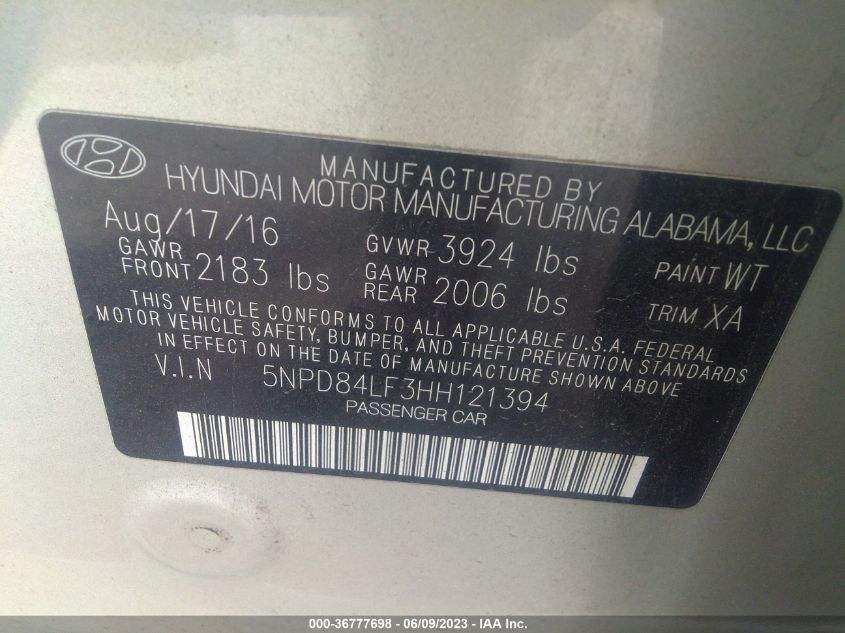 MANUFACTURED BY
HYUNDAI MOTOR MANUFACTURING ALABAMA, LLC
Aug/17/16 GVWR 3924 lbs PAINT WT
GAWR FRONT 2183 lbs GAWR REAR 2006 lbs TRIM XA
THIS VEHICLE CONFORMS TO ALL APPLICABLE U.S.A. FEDERAL
MOTOR VEHICLE SAFETY, BUMPER, AND THEFT PREVENTION STANDARDS
IN EFFECT ON THE DATE OF MANUFACTURE SHOWN ABOVE
V.I.N 5NPD84LF3HH121394
PASSENGER CAR
000-36777698 - 06/09/2023 - IAA Inc.